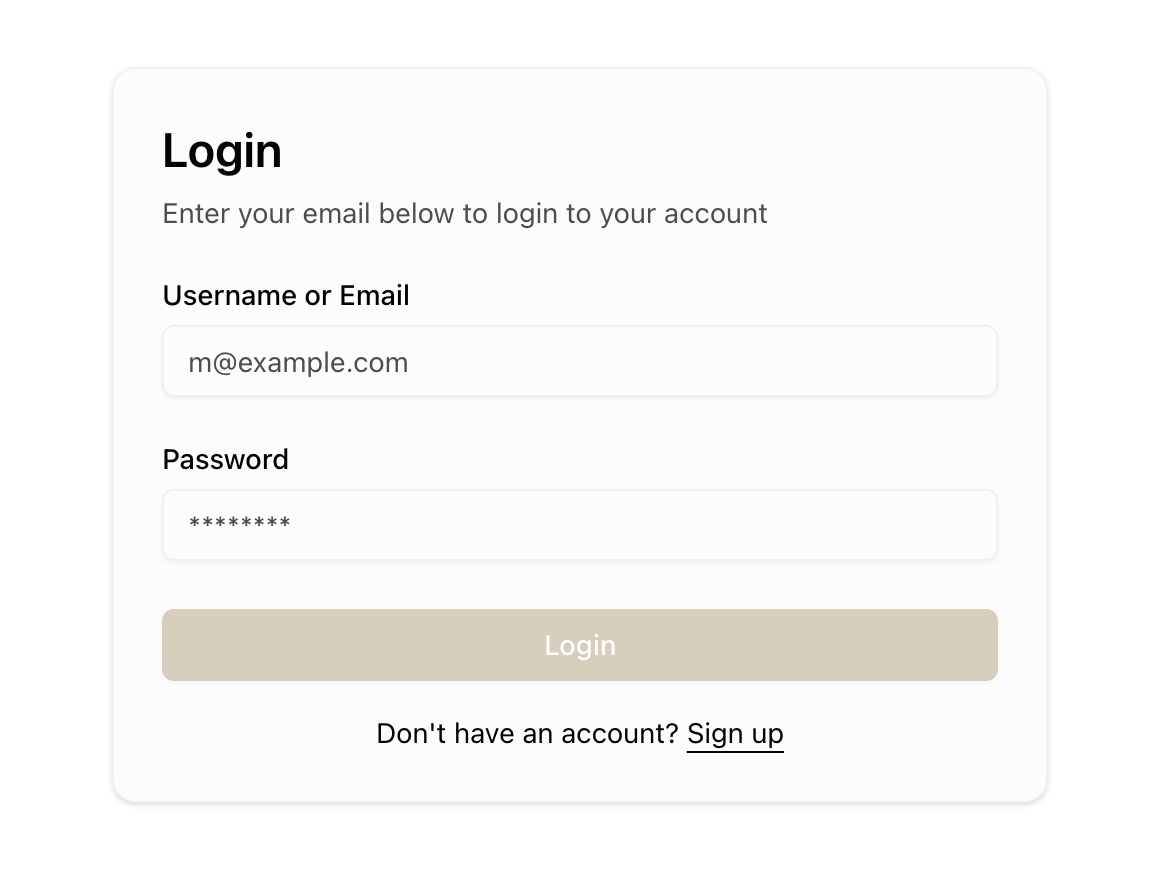 Login
Enter your email below to login to your account
Username or Email
m@example.com
Password
********
Login
Don't have an account? Sign up